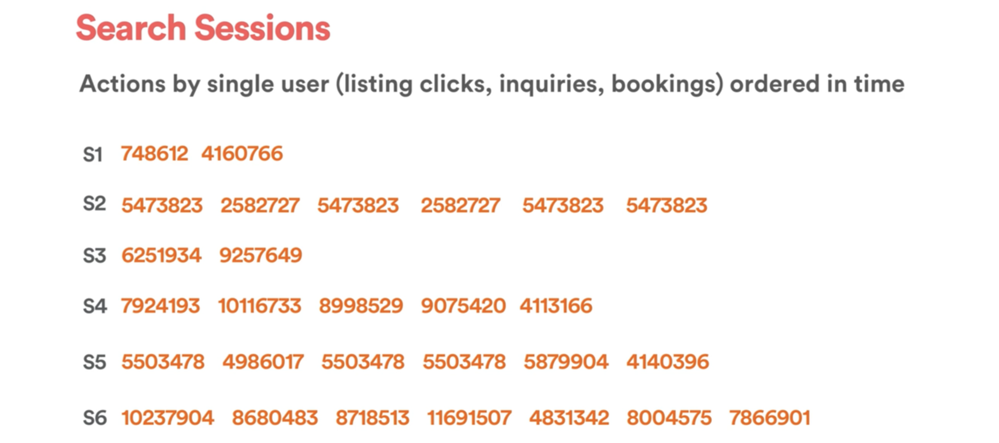 Search Sessions
Actions by single user (listing clicks, inquiries, bookings) ordered in time
S1 748612 4160766
S2 5473823 2582727 5473823 2582727 5473823 5473823
S3 6251934 9257649
S4 7924193 10116733 8998529 9075420 4113166
S5 5503478 4986017 5503478 5503478 5879904 4140396
S6 10237904 8680483 8718513 11691507 4831342 8004575 7866901